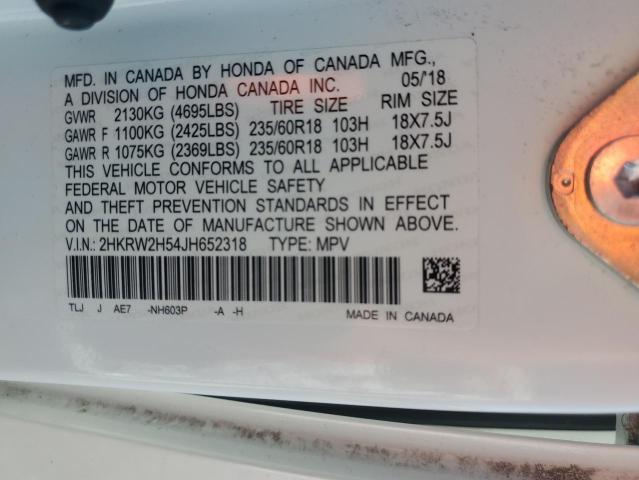 MFD. IN CANADA BY HONDA OF CANADA MFG.,
A DIVISION OF HONDA CANADA INC. 05/'18
GVWR 2130KG (4695LBS) TIRE SIZE RIM SIZE
GAWR F 1100KG (2425LBS) 235/60R18 103H 18X7.5J
GAWR R 1075KG (2369LBS) 235/60R18 103H 18X7.5J
THIS VEHICLE CONFORMS TO ALL APPLICABLE
FEDERAL MOTOR VEHICLE SAFETY
AND THEFT PREVENTION STANDARDS IN EFFECT
ON THE DATE OF MANUFACTURE SHOWN ABOVE.
V.I.N.: 2HKRW2H54JH652318 TYPE: MPV
TLJ J AE7 -NH603P -A -H MADE IN CANADA